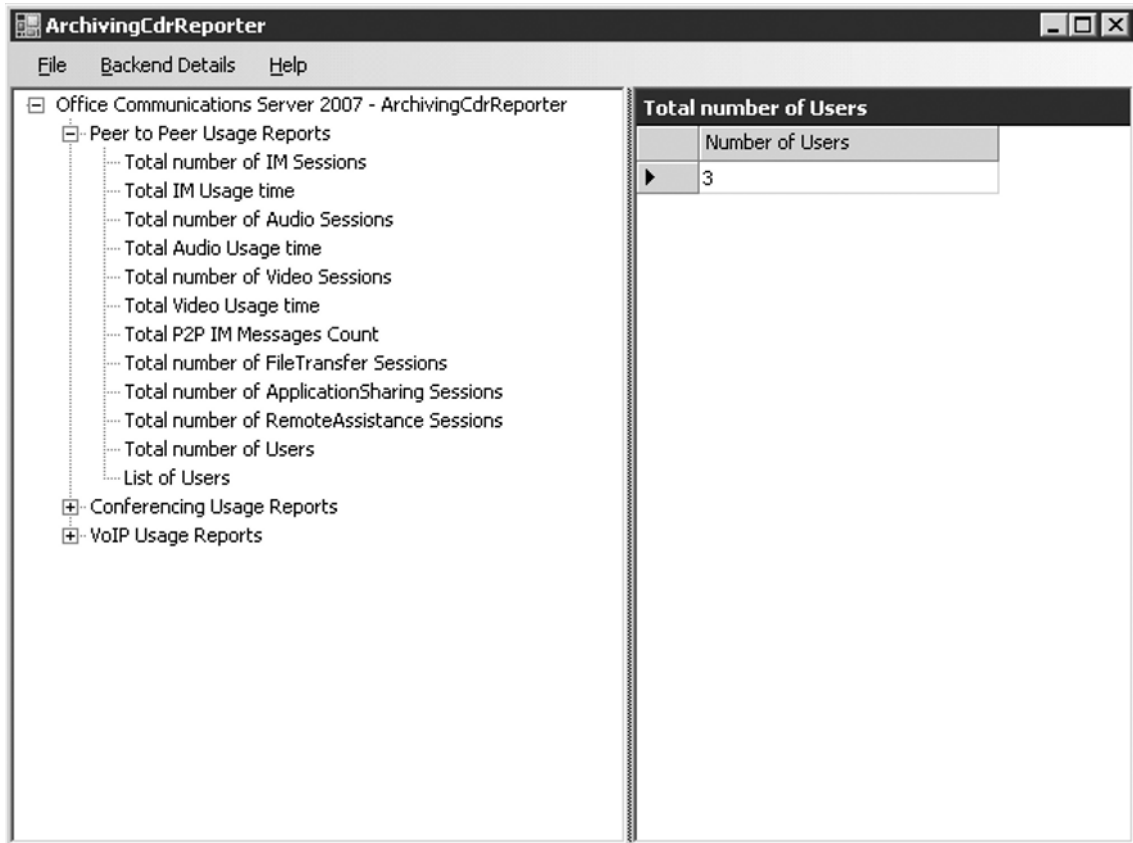 ArchivingCdrReporter
File Backend Details Help
Office Communications Server 2007 - ArchivingCdrReporter
Peer to Peer Usage Reports
Total number of IM Sessions
Total IM Usage time
Total number of Audio Sessions
Total Audio Usage time
Total number of Video Sessions
Total Video Usage time
Total P2P IM Messages Count
Total number of FileTransfer Sessions
Total number of ApplicationSharing Sessions
Total number of RemoteAssistance Sessions
Total number of Users
List of Users
Conferencing Usage Reports
VoIP Usage Reports
Total number of Users
Number of Users
3